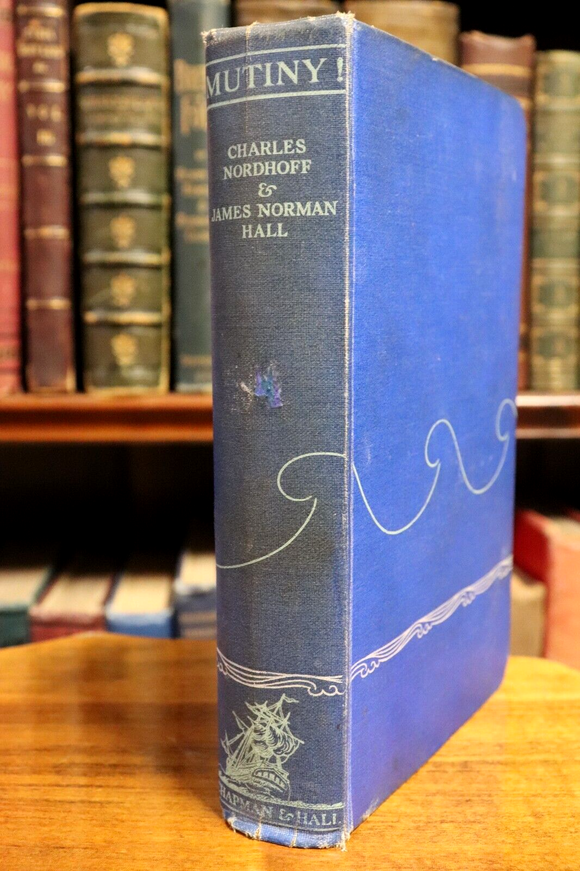 MUTINY!
CHARLES
NORDHOFF
&
JAMES NORMAN
HALL
CHAPMAN & HALL